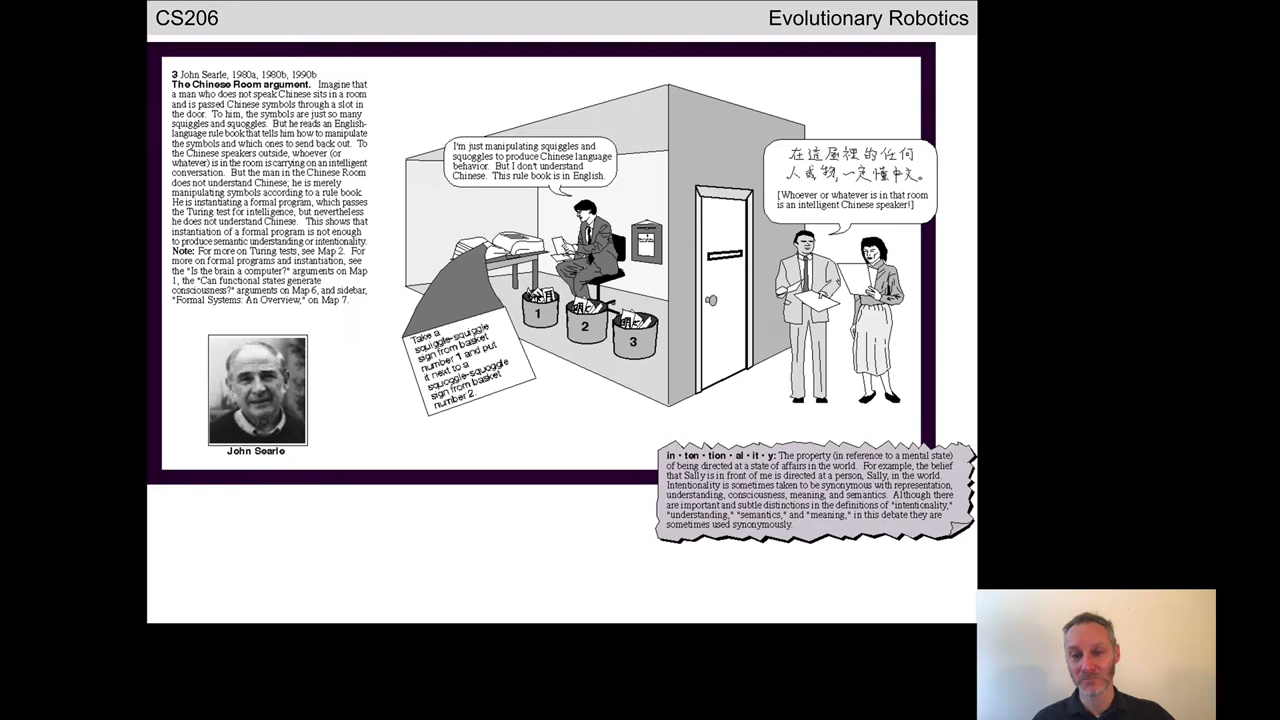 CS206
Evolutionary Robotics
3 John Searle, 1980a, 1980b, 1990b
The Chinese Room argument. Imagine that
a man who does not speak Chinese sits in a room
and is passed Chinese symbols through a slot in
the door. To him, the symbols are just so many
squiggles and squoggles. But he reads an English-
language rule book that tells him how to manipulate
the symbols and which ones to send back out. To
the Chinese speakers outside, whoever (or
whatever) is in the room is carrying on an intelligent
conversation. But the man in the Chinese Room
does not understand Chinese; he is merely
manipulating symbols according to a rule book.
He is instantiating a formal program, which passes
the Turing test for intelligence, but nevertheless
he does not understand Chinese. This shows that
instantiation of a formal program is not enough
to produce semantic understanding or intentionality.
Note: For more on Turing tests, see Map 2. For
more on formal programs and instantiation, see
the "Is the brain a computer?" arguments on Map
1, the "Can functional states generate
consciousness?" arguments on Map 6, and sidebar,
"Formal Systems: An Overview," on Map 7.
John Searle
I'm just manipulating squiggles and
squoggles to produce Chinese language
behavior. But I don't understand
Chinese. This rule book is in English.
Take a
squiggle-squiggle
sign from basket
number 1 and put
it next to a
squoggle-squoggle
sign from basket
number 2.
1
2
3
在這屋裡的任何
人或物,一定懂中文。
[Whoever or whatever is in that room
is an intelligent Chinese speaker!]
in • ten • tion • al • it • y: The property (in reference to a mental state)
of being directed at a state of affairs in the world. For example, the belief
that Sally is in front of me is directed at a person, Sally, in the world.
Intentionality is sometimes taken to be synonymous with representation,
understanding, consciousness, meaning, and semantics. Although there
are important and subtle distinctions in the definitions of "intentionality,"
"understanding," "semantics," and "meaning," in this debate they are
sometimes used synonymously.